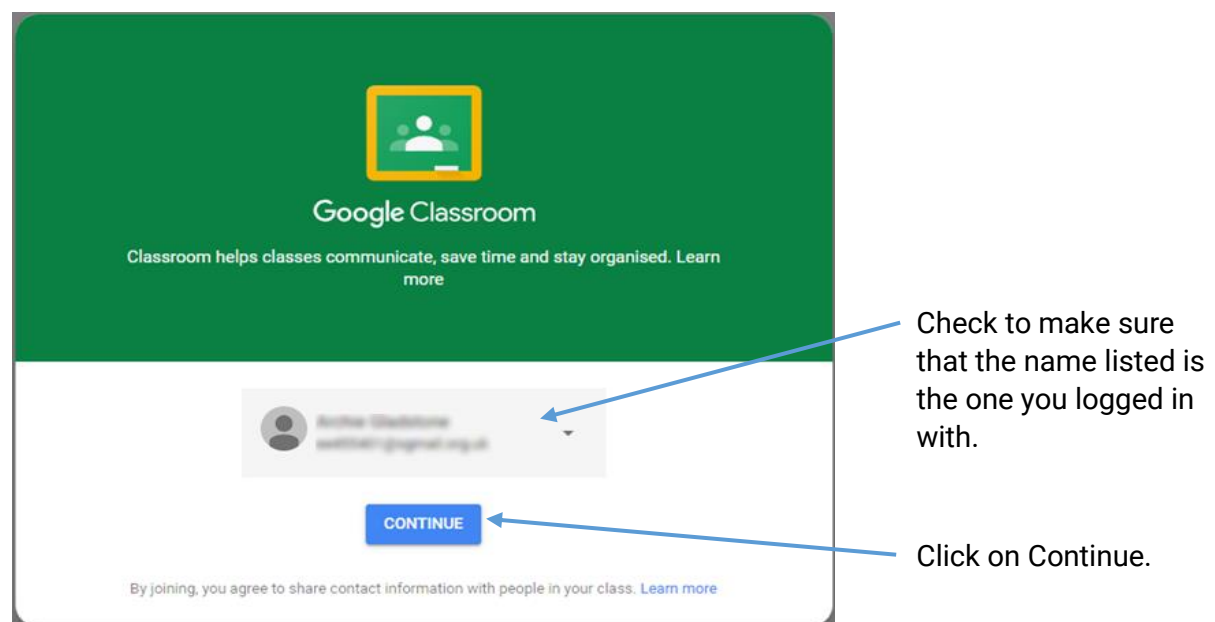 Google Classroom
Classroom helps classes communicate, save time and stay organised. Learn
more
Check to make sure
that the name listed is
the one you logged in
with.
CONTINUE
Click on Continue.
By joining, you agree to share contact information with people in your class. Learn more